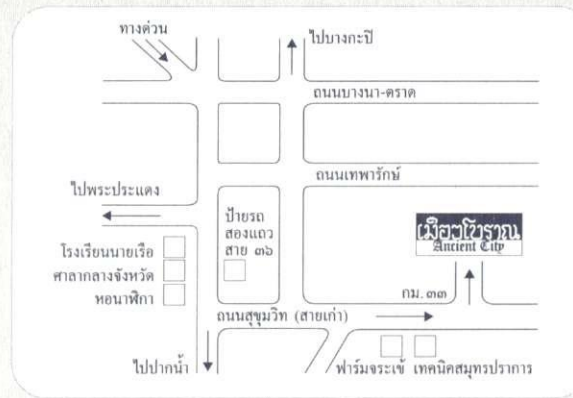 ทางด่วน
ไปบางกะปิ
ถนนบางนา-ตราด
ถนนเทพารักษ์
ไปพระประแดง
ป้ายรถ
สองแถว
สาย ๓๖
โรงเรียนนายเรือ
ศาลากลางจังหวัด
หอนาฬิกา
เมืองโบราณ
Ancient City
กม. ๓๓
ถนนสุขุมวิท (สายเก่า)
ไปปากน้ำ
ฟาร์มจระเข้ เทคนิคสมุทรปราการ